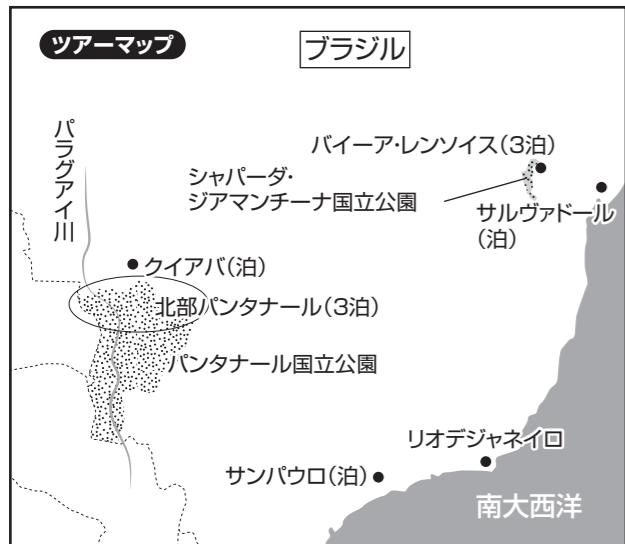 ツアーマップ
ブラジル
パラグアイ川
バイーア・レンソイス(3泊)
シャパーダ・
ジアマンチーナ国立公園
サルヴァドール
(泊)
クイアバ(泊)
北部パンタナール(3泊)
パンタナール国立公園
リオデジャネイロ
サンパウロ(泊)
南大西洋